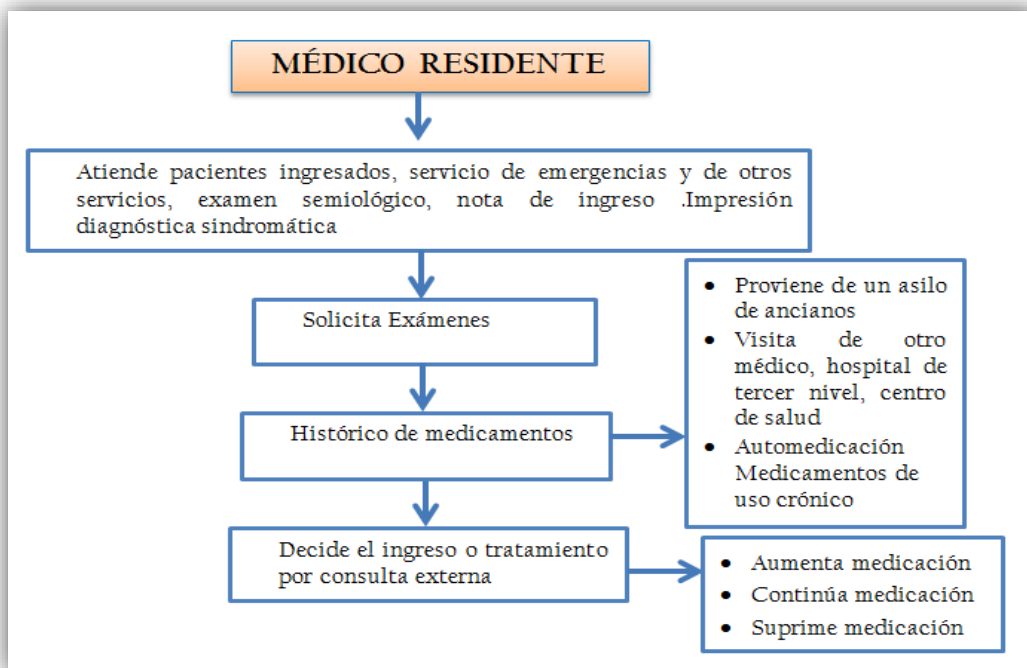 MÉDICO RESIDENTE
Atiende pacientes ingresados, servicio de emergencias y de otros
servicios, examen semiológico, nota de ingreso .Impresión
diagnóstica sindromática
Solicita Exámenes
Histórico de medicamentos
• Proviene de un asilo
de ancianos
• Visita de otro
médico, hospital de
tercer nivel, centro
de salud
• Automedicación
Medicamentos de
uso crónico
Decide el ingreso o tratamiento
por consulta externa
• Aumenta medicación
• Continúa medicación
• Suprime medicación